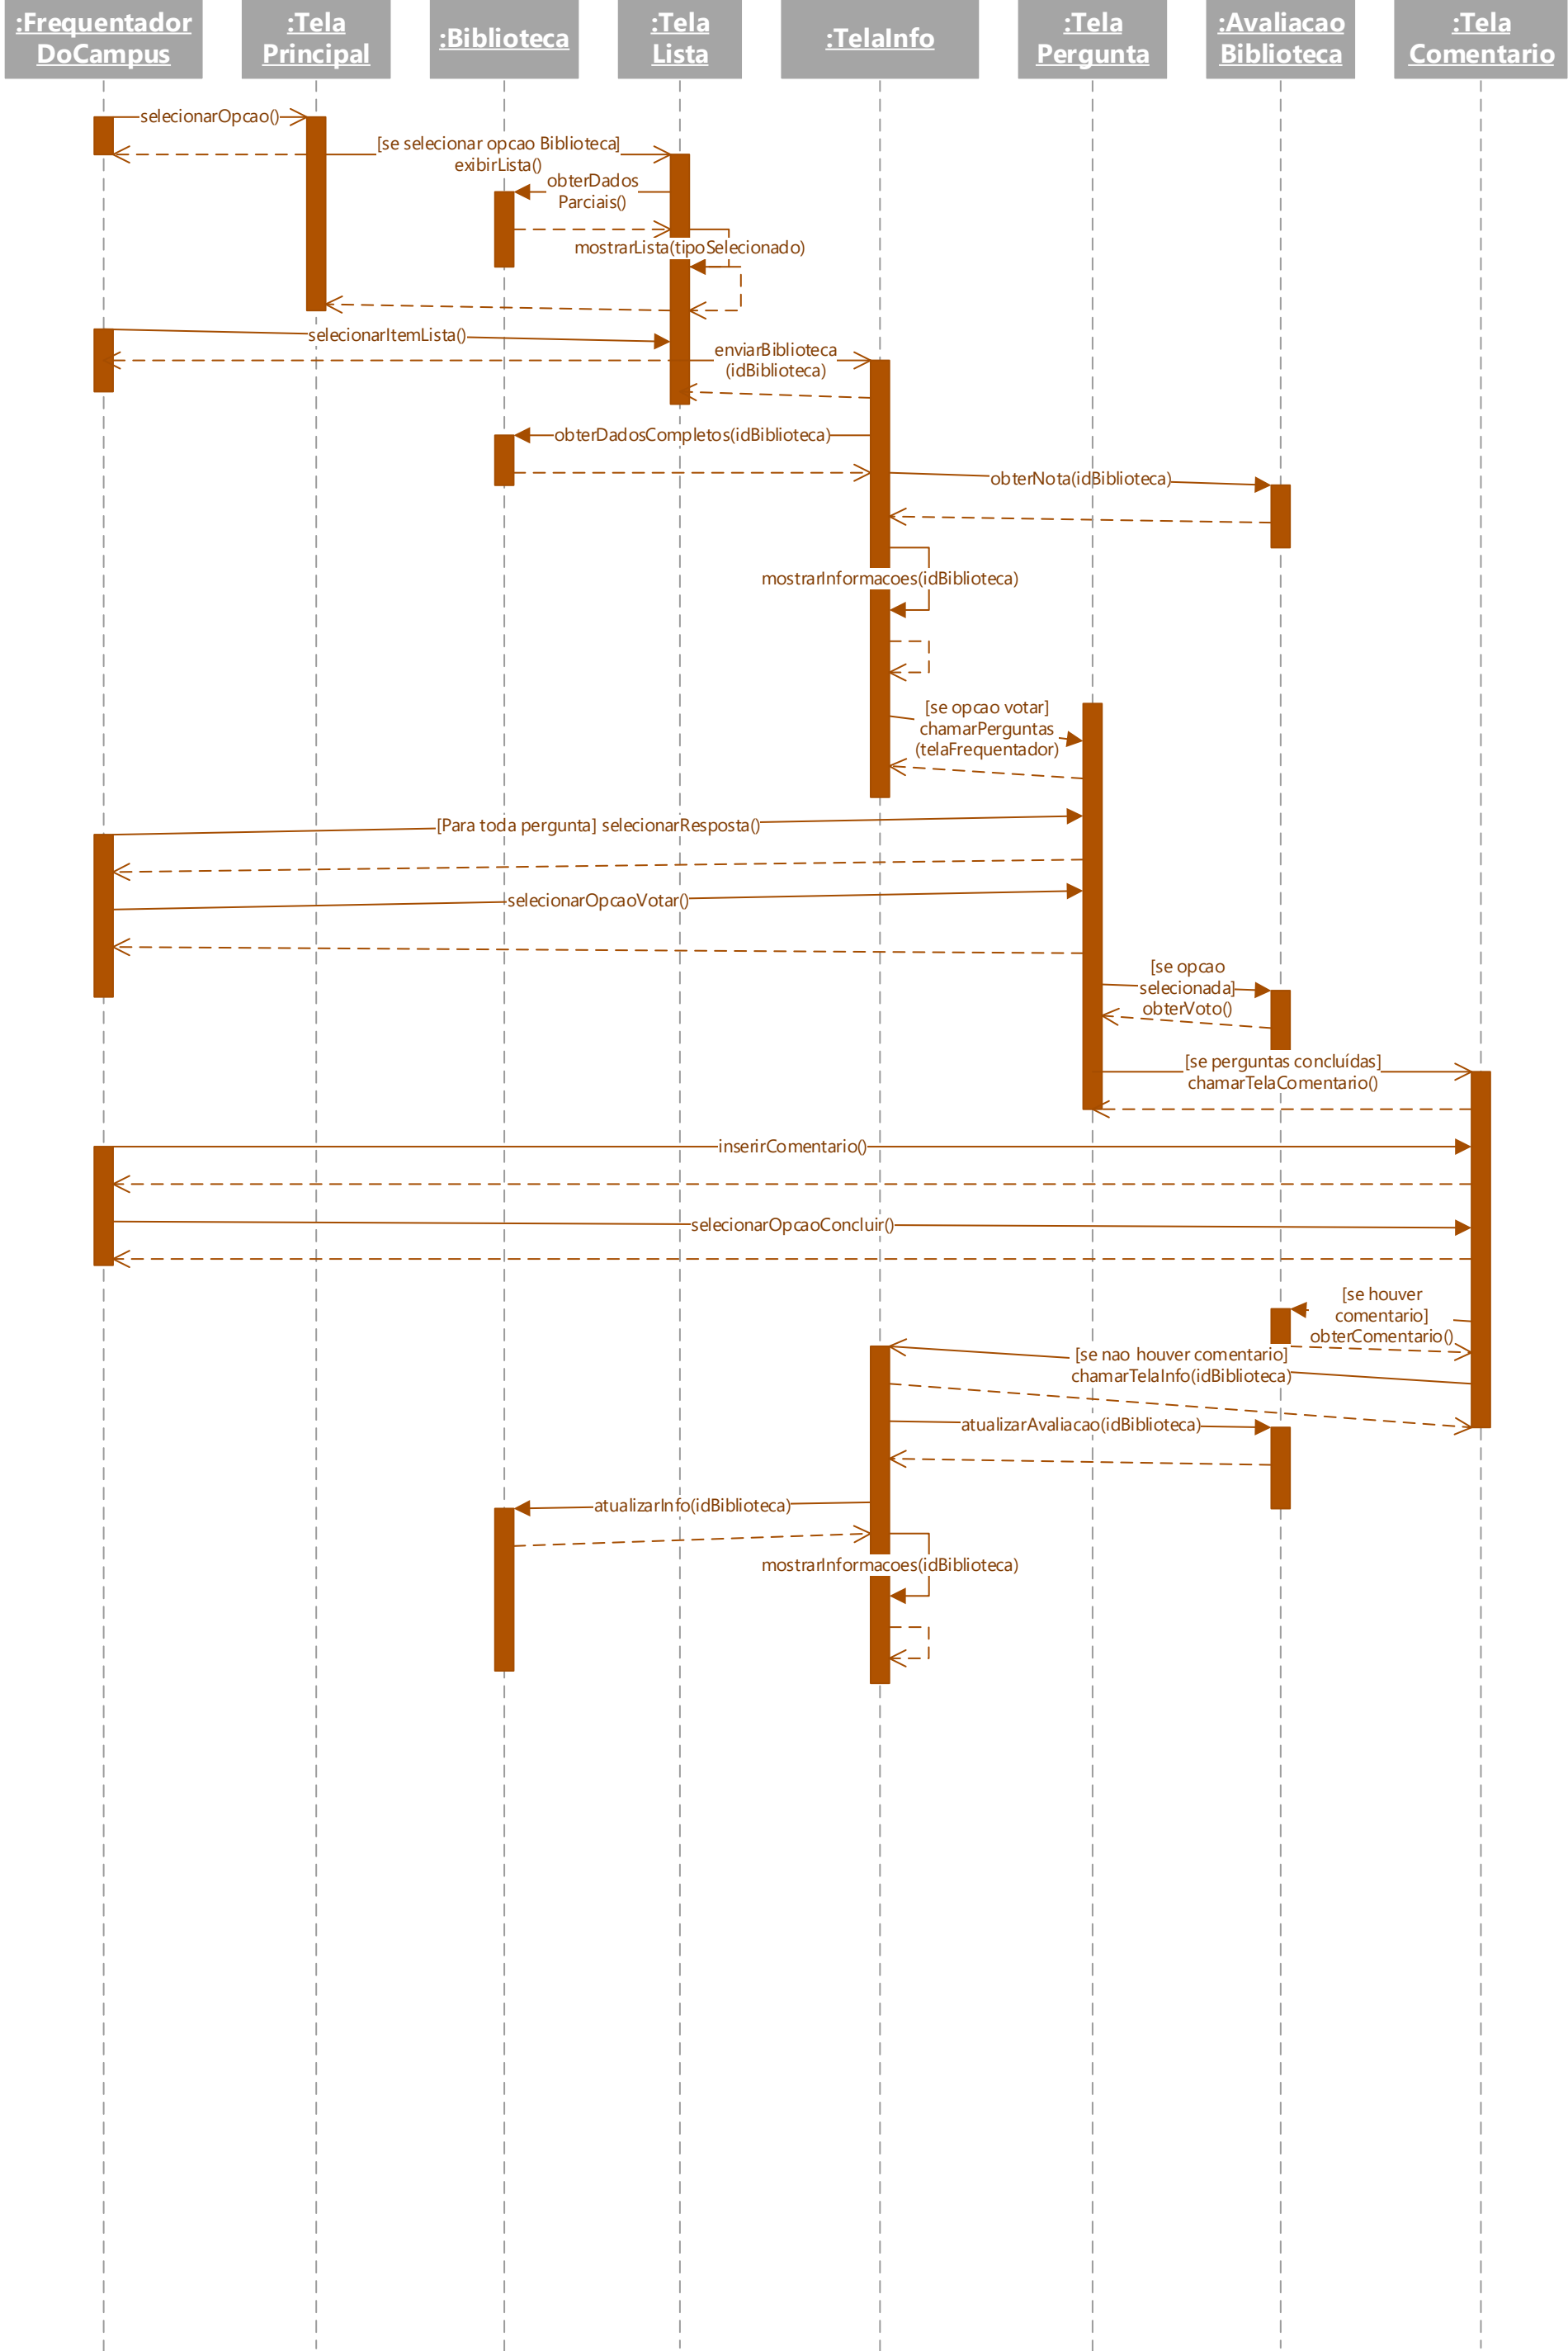 :Frequentador
DoCampus
:Tela
Principal
:Biblioteca
:Tela
Lista
:TelaInfo
:Tela
Pergunta
:Avaliacao
Biblioteca
:Tela
Comentario
selecionarOpcao()
[se selecionar opcao Biblioteca]
exibirLista()
obterDados
Parciais()
mostrarLista(tipoSelecionado)
selecionarItemLista()
enviarBiblioteca
(idBiblioteca)
obterDadosCompletos(idBiblioteca)
obterNota(idBiblioteca)
mostrarInformacoes(idBiblioteca)
[se opcao votar]
chamarPerguntas
(telaFrequentador)
[Para toda pergunta] selecionarResposta()
selecionarOpcaoVotar()
[se opcao
selecionada]
obterVoto()
[se perguntas concluídas]
chamarTelaComentario()
inserirComentario()
selecionarOpcaoConcluir()
[se houver
comentario]
obterComentario()
[se nao houver comentario]
chamarTelaInfo(idBiblioteca)
atualizarAvaliacao(idBiblioteca)
atualizarInfo(idBiblioteca)
mostrarInformacoes(idBiblioteca)